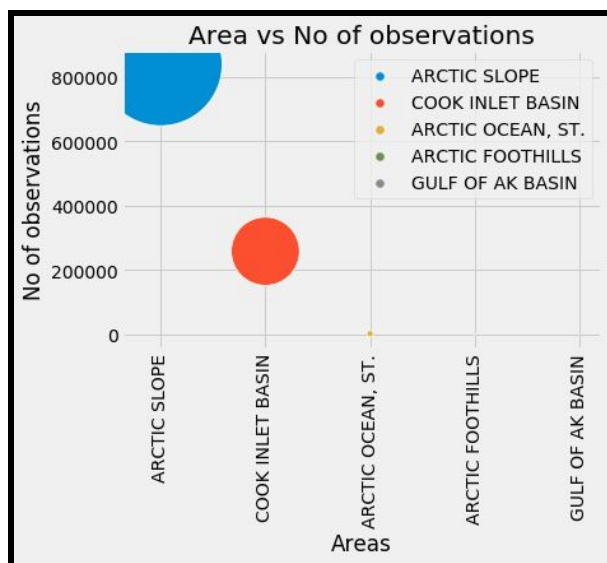 Area vs No of observations
ARCTIC SLOPE
COOK INLET BASIN
ARCTIC OCEAN, ST.
ARCTIC FOOTHILLS
GULF OF AK BASIN
No of observations
800000
600000
400000
200000
0
ARCTIC SLOPE
COOK INLET BASIN
ARCTIC OCEAN, ST.
ARCTIC FOOTHILLS
GULF OF AK BASIN
Areas